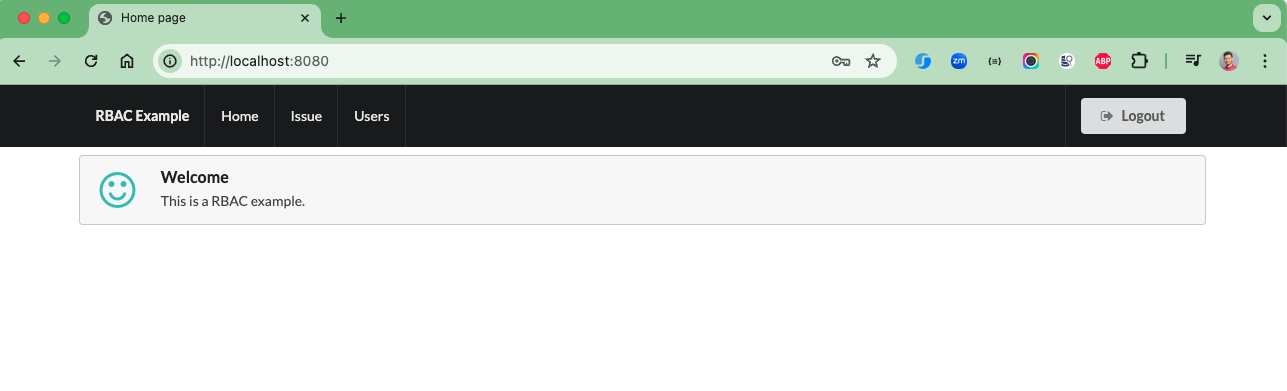 Home page
http://localhost:8080
zm
{≡}
ABP
RBAC Example Home Issue Users Logout
Welcome
This is a RBAC example.